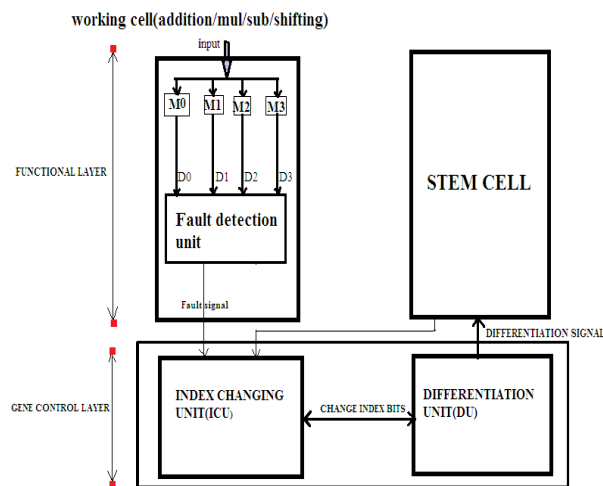 working cell(addition/mul/sub/shifting)
input
M0 M1 M2 M3
D0 D1 D2 D3
FUNCTIONAL LAYER
Fault detection
unit
STEM CELL
Fault signal
DIFFERENTIATION SIGNAL
INDEX CHANGING
UNIT(ICU)
CHANGE INDEX BITS
DIFFERENTIATION
UNIT(DU)
GENE CONTROL LAYER